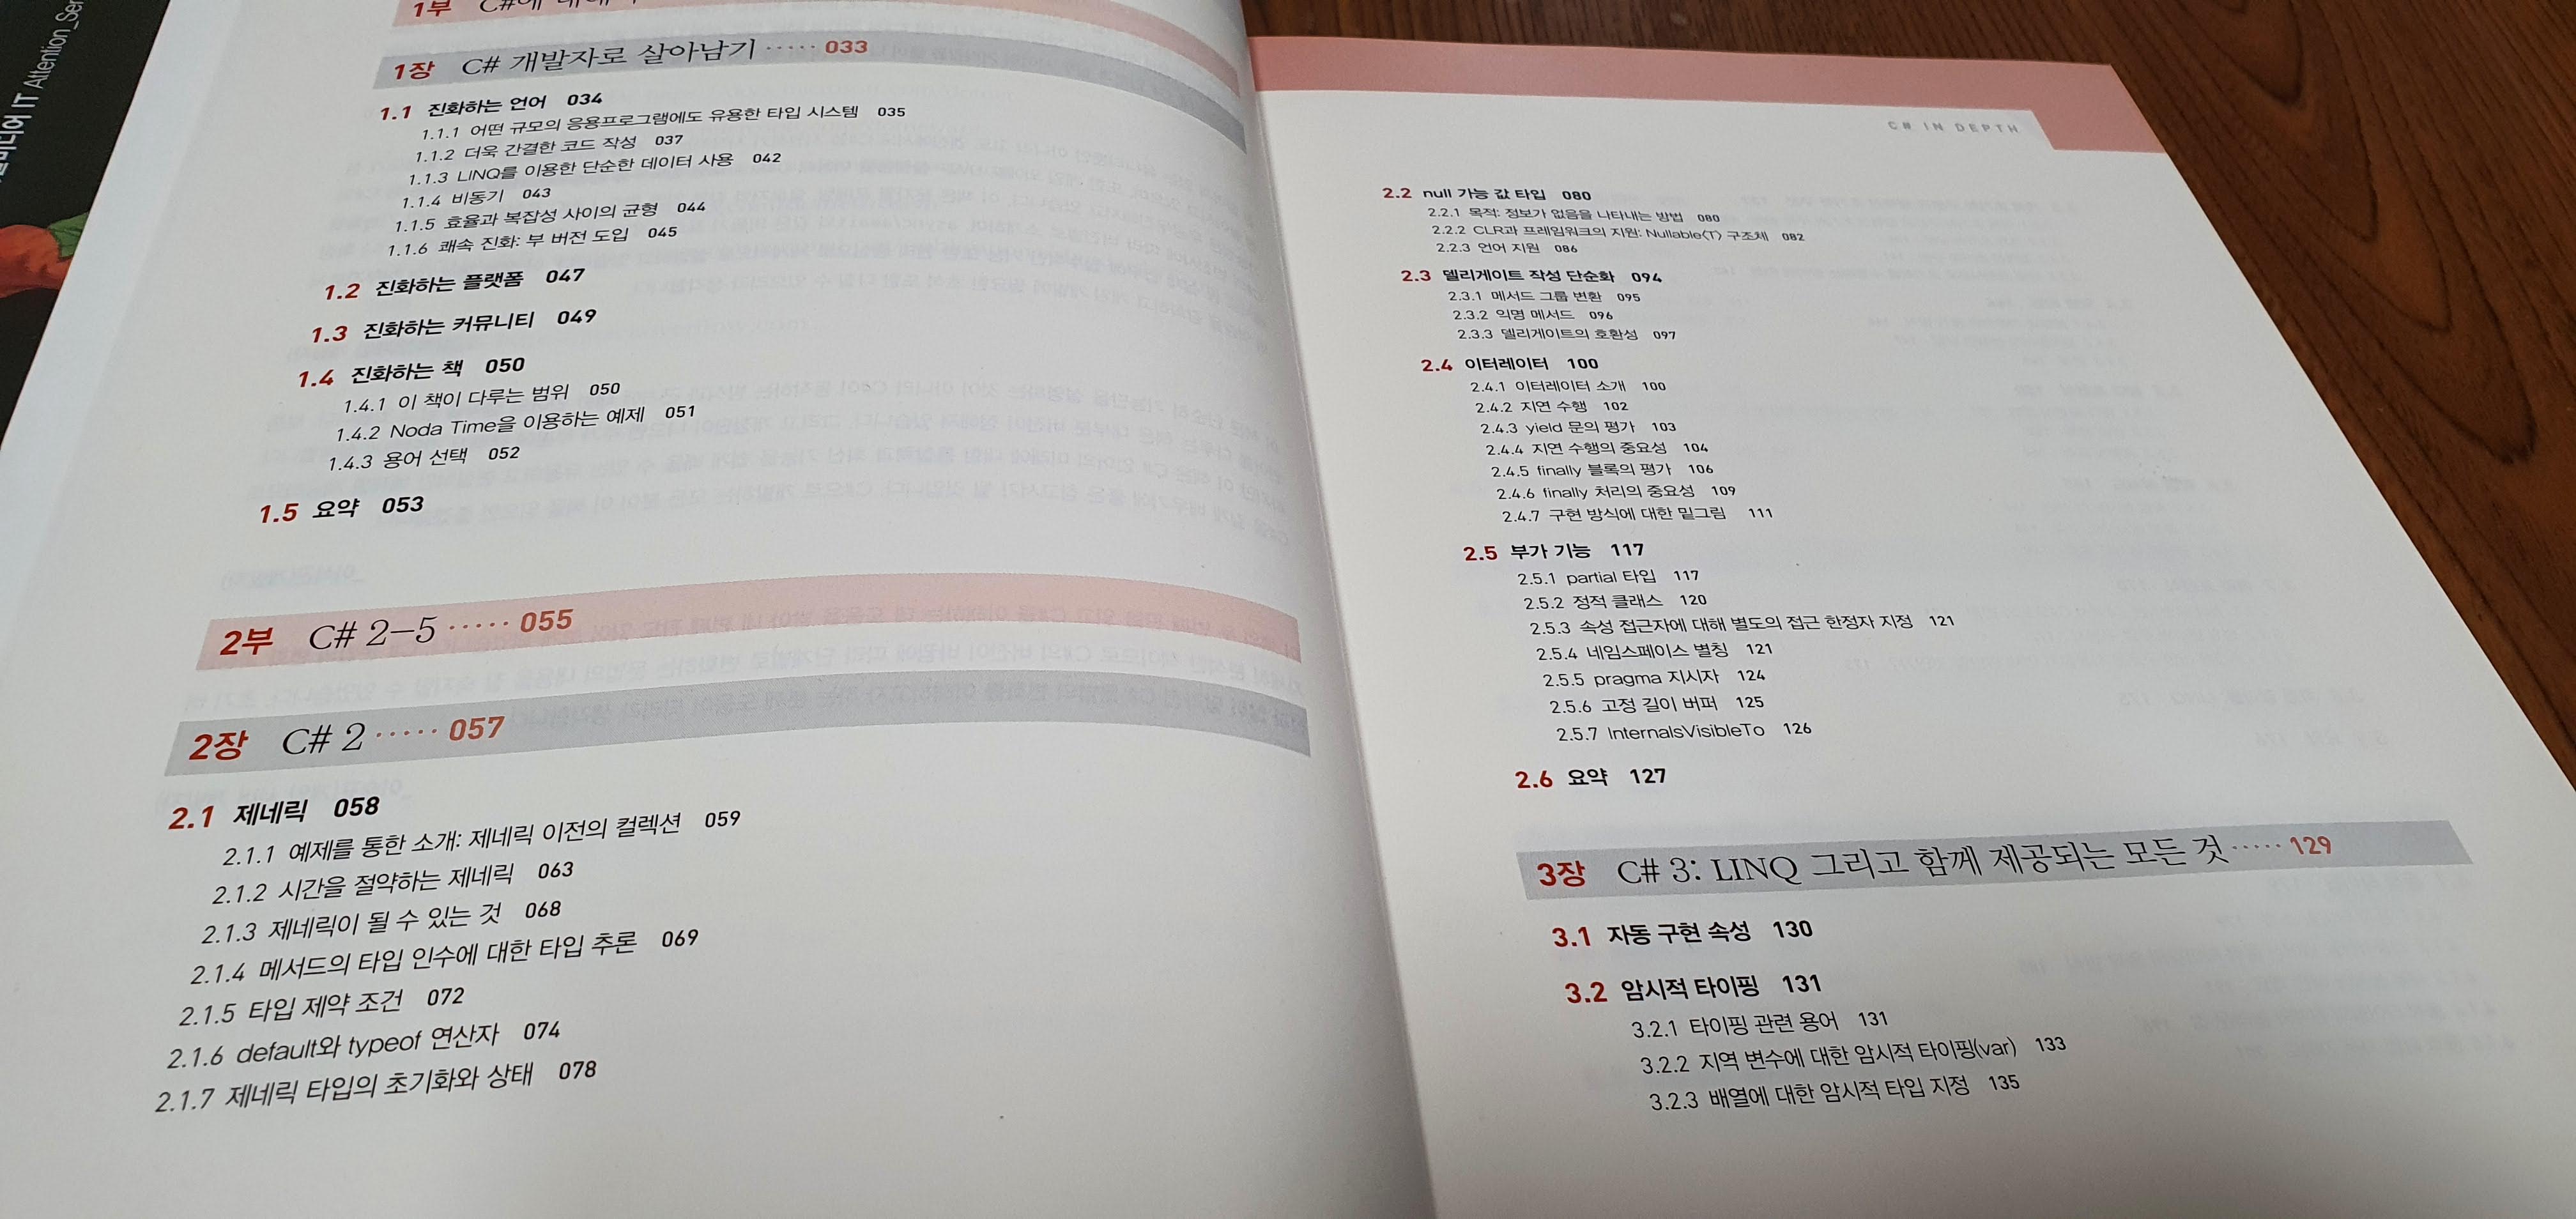 미디어 IT Attention_Ser
1부 C#에 대해
1장 C# 개발자로 살아남기 ····· 033
1.1 진화하는 언어 034
1.1.1 어떤 규모의 응용프로그램에도 유용한 타입 시스템 035
1.1.2 더욱 간결한 코드 작성 037
1.1.3 LINQ를 이용한 단순한 데이터 사용 042
1.1.4 비동기 043
1.1.5 효율과 복잡성 사이의 균형 044
1.1.6 쾌속 진화: 부 버전 도입 045
1.2 진화하는 플랫폼 047
1.3 진화하는 커뮤니티 049
1.4 진화하는 책 050
1.4.1 이 책이 다루는 범위 050
1.4.2 Noda Time을 이용하는 예제 051
1.4.3 용어 선택 052
1.5 요약 053
2부 C# 2–5 ····· 055
2장 C# 2 ····· 057
2.1 제네릭 058
2.1.1 예제를 통한 소개: 제네릭 이전의 컬렉션 059
2.1.2 시간을 절약하는 제네릭 063
2.1.3 제네릭이 될 수 있는 것 068
2.1.4 메서드의 타입 인수에 대한 타입 추론 069
2.1.5 타입 제약 조건 072
2.1.6 default와 typeof 연산자 074
2.1.7 제네릭 타입의 초기화와 상태 078
C# IN DEPTH
2.2 null 가능 값 타입 080
2.2.1 목적: 정보가 없음을 나타내는 방법 080
2.2.2 CLR과 프레임워크의 지원: Nullable〈T〉 구조체 082
2.2.3 언어 지원 086
2.3 델리게이트 작성 단순화 094
2.3.1 메서드 그룹 변환 095
2.3.2 익명 메서드 096
2.3.3 델리게이트의 호환성 097
2.4 이터레이터 100
2.4.1 이터레이터 소개 100
2.4.2 지연 수행 102
2.4.3 yield 문의 평가 103
2.4.4 지연 수행의 중요성 104
2.4.5 finally 블록의 평가 106
2.4.6 finally 처리의 중요성 109
2.4.7 구현 방식에 대한 밑그림 111
2.5 부가 기능 117
2.5.1 partial 타입 117
2.5.2 정적 클래스 120
2.5.3 속성 접근자에 대해 별도의 접근 한정자 지정 121
2.5.4 네임스페이스 별칭 121
2.5.5 pragma 지시자 124
2.5.6 고정 길이 버퍼 125
2.5.7 InternalsVisibleTo 126
2.6 요약 127
3장 C# 3: LINQ 그리고 함께 제공되는 모든 것 ····· 129
3.1 자동 구현 속성 130
3.2 암시적 타이핑 131
3.2.1 타이핑 관련 용어 131
3.2.2 지역 변수에 대한 암시적 타이핑(var) 133
3.2.3 배열에 대한 암시적 타입 지정 135